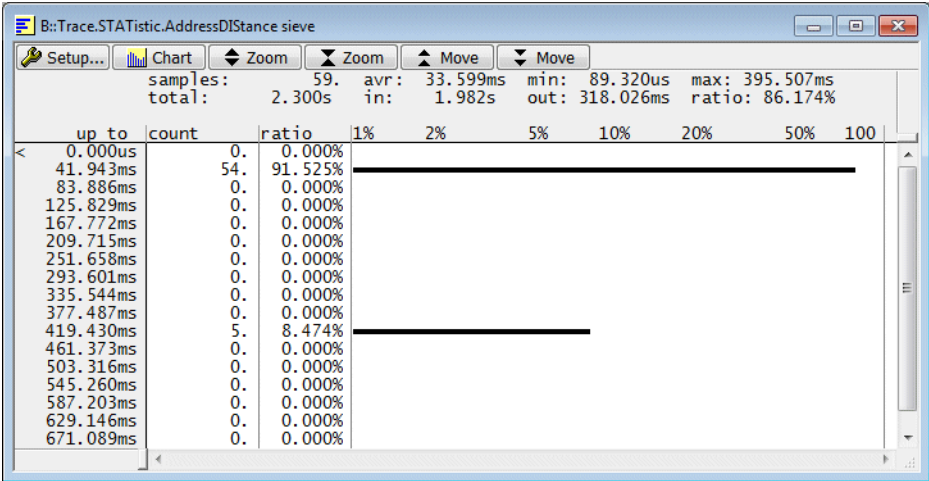 B::Trace.STATistic.AddressDIStance sieve
Setup... Chart Zoom Zoom Move Move
samples: 59. avr: 33.599ms min: 89.320us max: 395.507ms
total: 2.300s in: 1.982s out: 318.026ms ratio: 86.174%
up to count ratio 1% 2% 5% 10% 20% 50% 100
< 0.000us 0. 0.000%
41.943ms 54. 91.525%
83.886ms 0. 0.000%
125.829ms 0. 0.000%
167.772ms 0. 0.000%
209.715ms 0. 0.000%
251.658ms 0. 0.000%
293.601ms 0. 0.000%
335.544ms 0. 0.000%
377.487ms 0. 0.000%
419.430ms 5. 8.474%
461.373ms 0. 0.000%
503.316ms 0. 0.000%
545.260ms 0. 0.000%
587.203ms 0. 0.000%
629.146ms 0. 0.000%
671.089ms 0. 0.000%